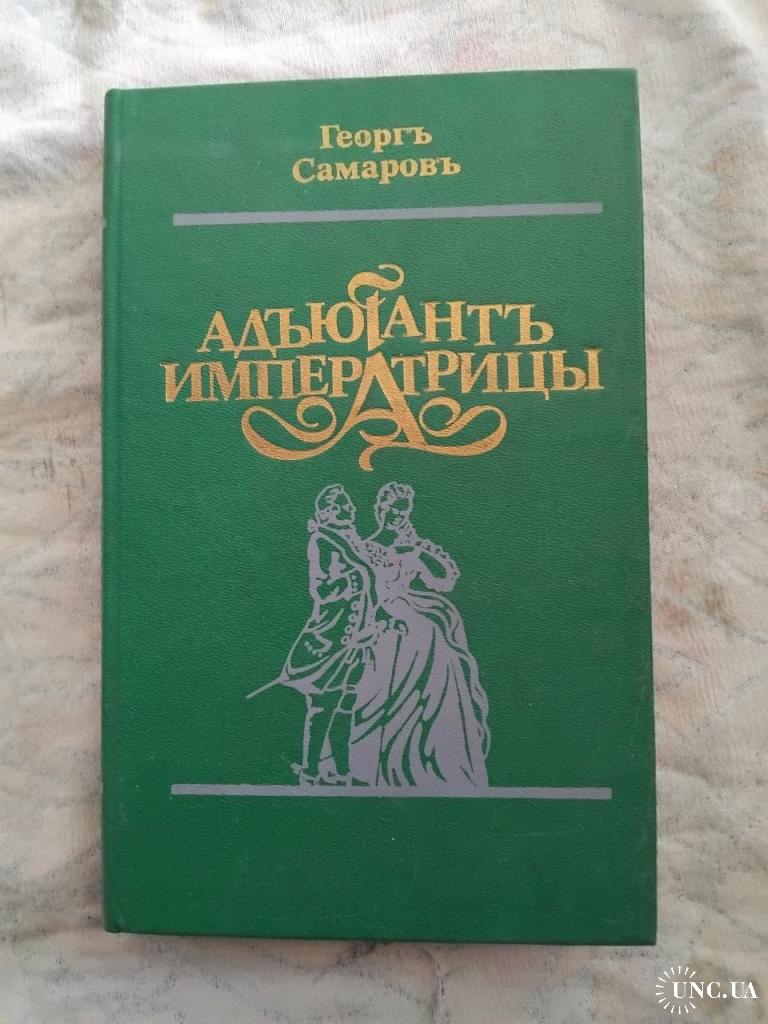 Георгъ
Самаровъ
АДЪЮТАНТЪ
ИМПЕРАТРИЦЫ
UNC.UA